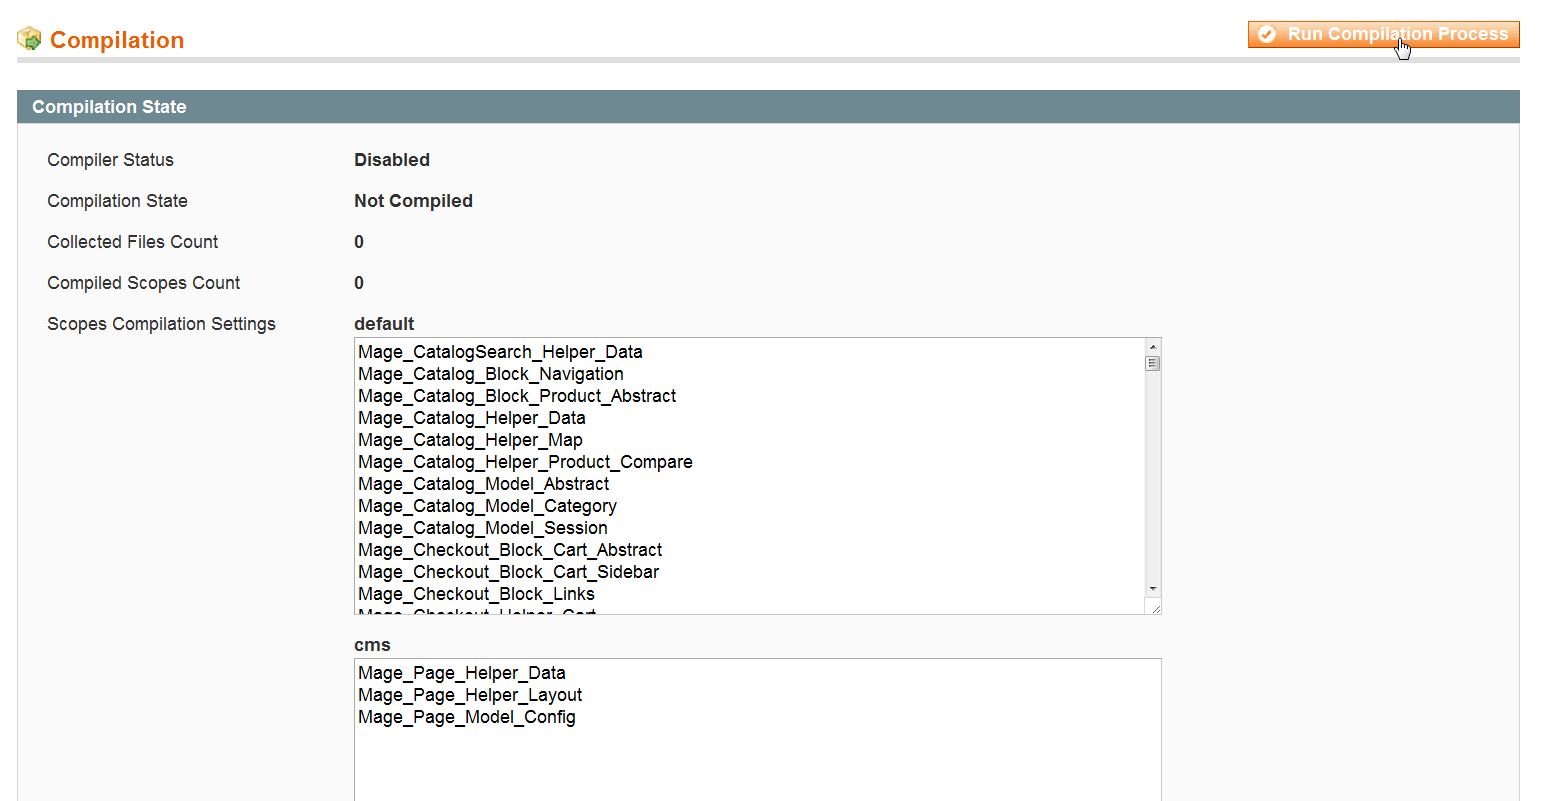 Compilation
Run Compilation Process
Compilation State
Compiler Status Disabled
Compilation State Not Compiled
Collected Files Count 0
Compiled Scopes Count 0
Scopes Compilation Settings default
Mage_CatalogSearch_Helper_Data
Mage_Catalog_Block_Navigation
Mage_Catalog_Block_Product_Abstract
Mage_Catalog_Helper_Data
Mage_Catalog_Helper_Map
Mage_Catalog_Helper_Product_Compare
Mage_Catalog_Model_Abstract
Mage_Catalog_Model_Category
Mage_Catalog_Model_Session
Mage_Checkout_Block_Cart_Abstract
Mage_Checkout_Block_Cart_Sidebar
Mage_Checkout_Block_Links
Mage_Checkout_Helper_Cart
cms
Mage_Page_Helper_Data
Mage_Page_Helper_Layout
Mage_Page_Model_Config